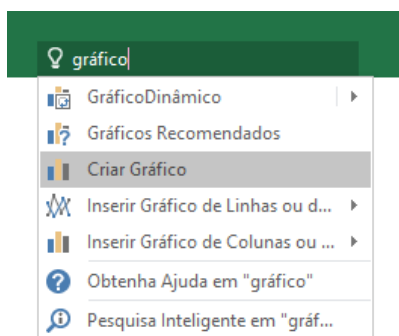 gráfico
GráficoDinâmico
Gráficos Recomendados
Criar Gráfico
Inserir Gráfico de Linhas ou d...
Inserir Gráfico de Colunas ou ...
Obtenha Ajuda em "gráfico"
Pesquisa Inteligente em "gráf...